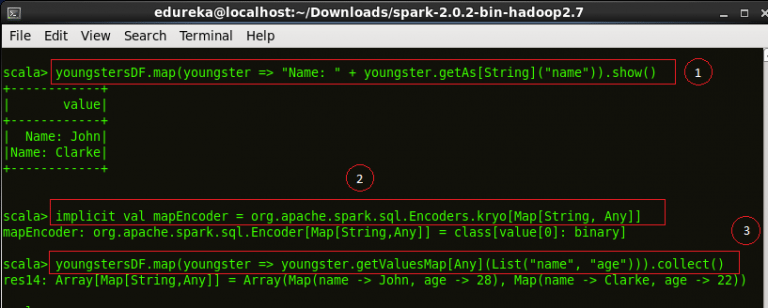 edureka@localhost:~/Downloads/spark-2.0.2-bin-hadoop2.7
File Edit View Search Terminal Help
scala> youngstersDF.map(youngster => "Name: " + youngster.getAs[String]("name")).show()
1
+------------+
|       value|
+------------+
|  Name: John|
|Name: Clarke|
+------------+
2
scala> implicit val mapEncoder = org.apache.spark.sql.Encoders.kryo[Map[String, Any]]
mapEncoder: org.apache.spark.sql.Encoder[Map[String,Any]] = class[value[0]: binary]
3
scala> youngstersDF.map(youngster => youngster.getValuesMap[Any](List("name", "age"))).collect()
res14: Array[Map[String,Any]] = Array(Map(name -> John, age -> 28), Map(name -> Clarke, age -> 22))